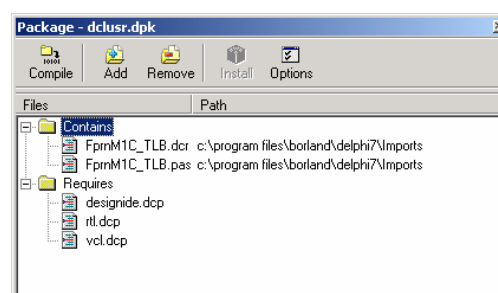 Package - dclusr.dpk
Compile Add Remove Install Options
Files Path
Contains
FprnM1C_TLB.dcr c:\program files\borland\delphi7\Imports
FprnM1C_TLB.pas c:\program files\borland\delphi7\Imports
Requires
designide.dcp
rtl.dcp
vcl.dcp